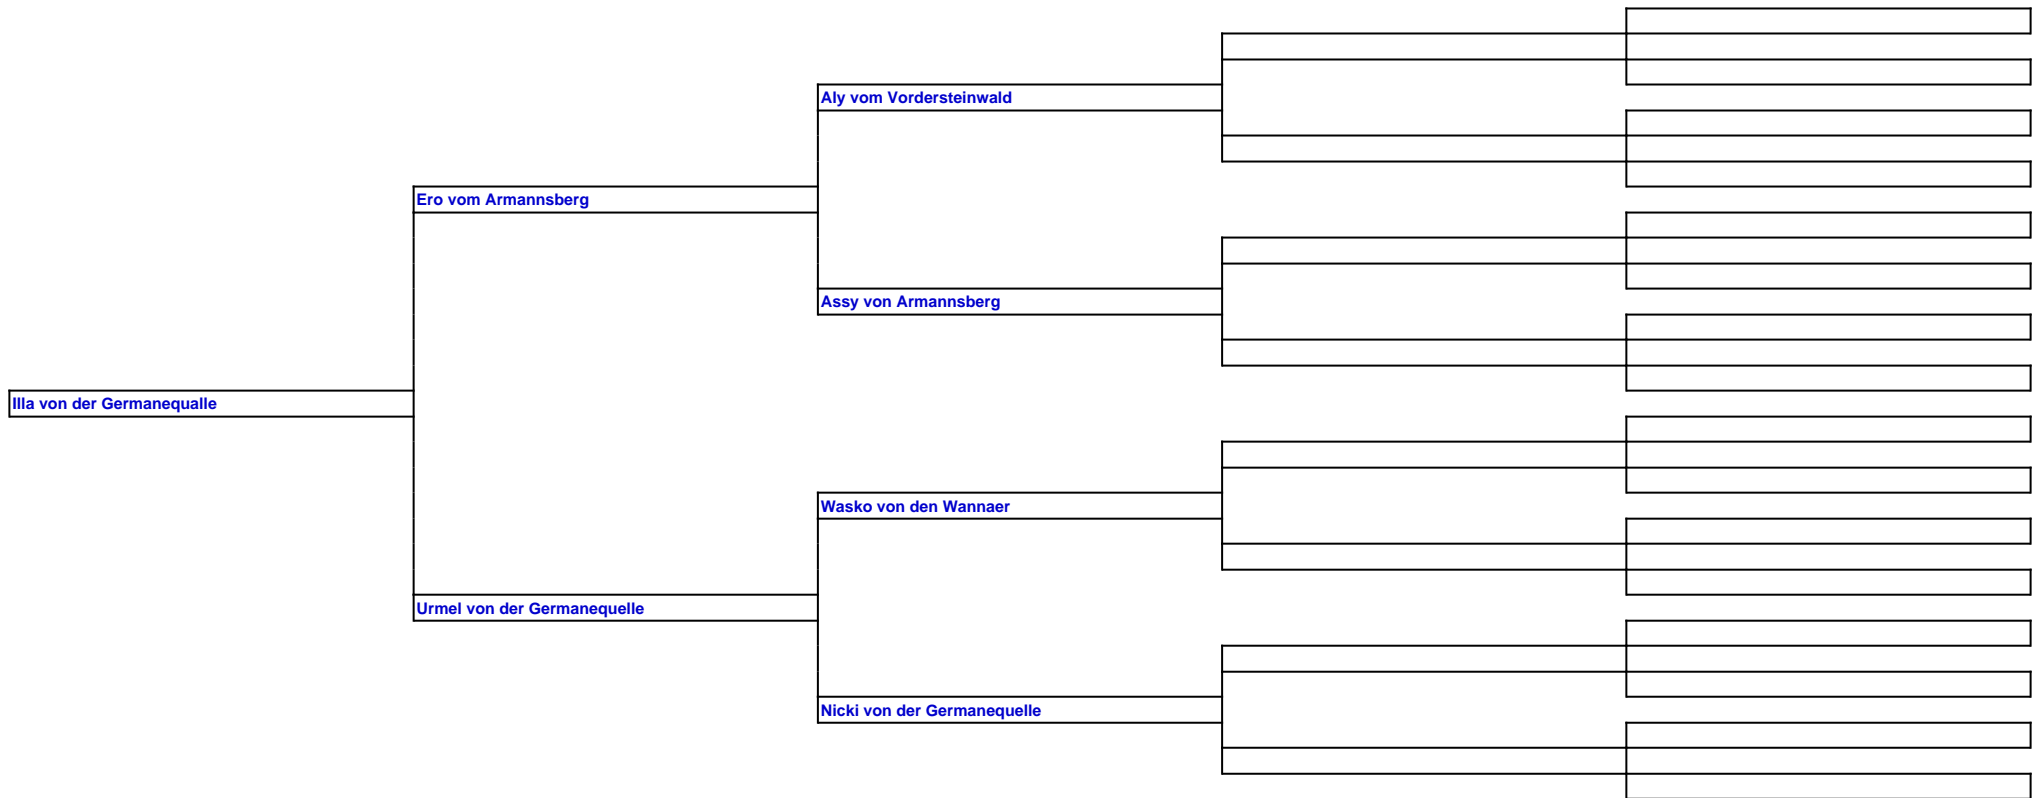 Aly vom Vordersteinwald
Ero vom Armannsberg
Assy von Armannsberg
Illa von der Germanequalle
Wasko von den Wannaer
Urmel von der Germanequelle
Nicki von der Germanequelle